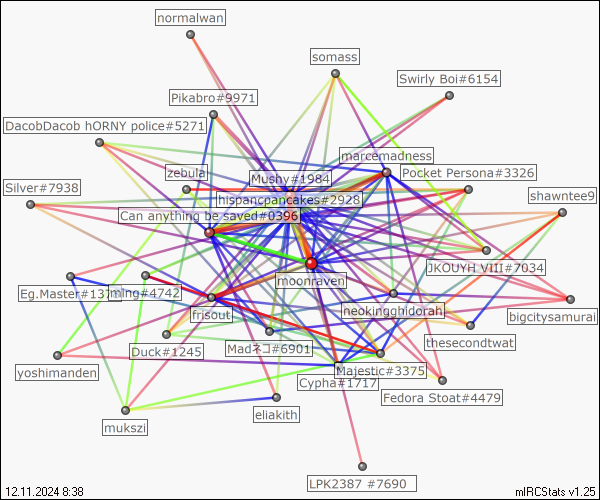 normalwan
somass
Swirly Boi#6154
Pikabro#9971
DacobDacob hORNY police#5271
marcemadness
zebula
Mushy#1984
Pocket Persona#3326
Silver#7938
hispancpancakes#2928
shawntee9
Can anything be saved#0396
JKOUYH VIII#7034
moonraven
Eg.Master#137
ming#4742
frisout
neokingghidorah
bigcitysamurai
Duck#1245
Madネコ#6901
thesecondtwat
yoshimanden
Majestic#3375
Cypha#1717
Fedora Stoat#4479
mukszi
eliakith
LPK2387 #7690
12.11.2024 8:38
mIRCStats v1.25